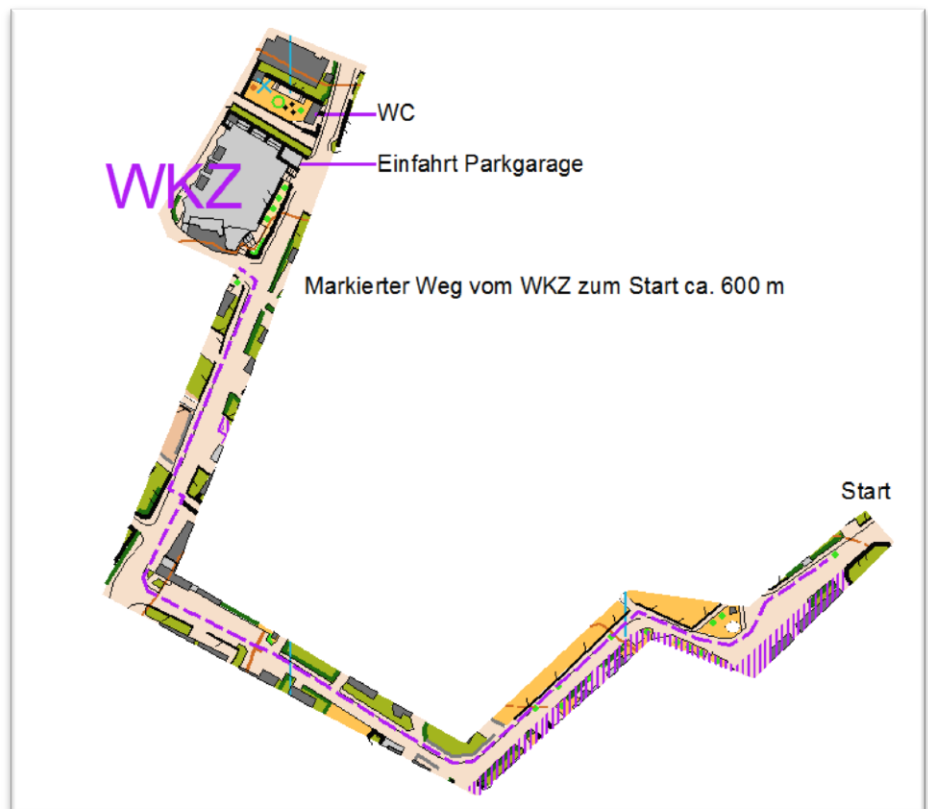 WC
Einfahrt Parkgarage
WKZ
Markierter Weg vom WKZ zum Start ca. 600 m
Start